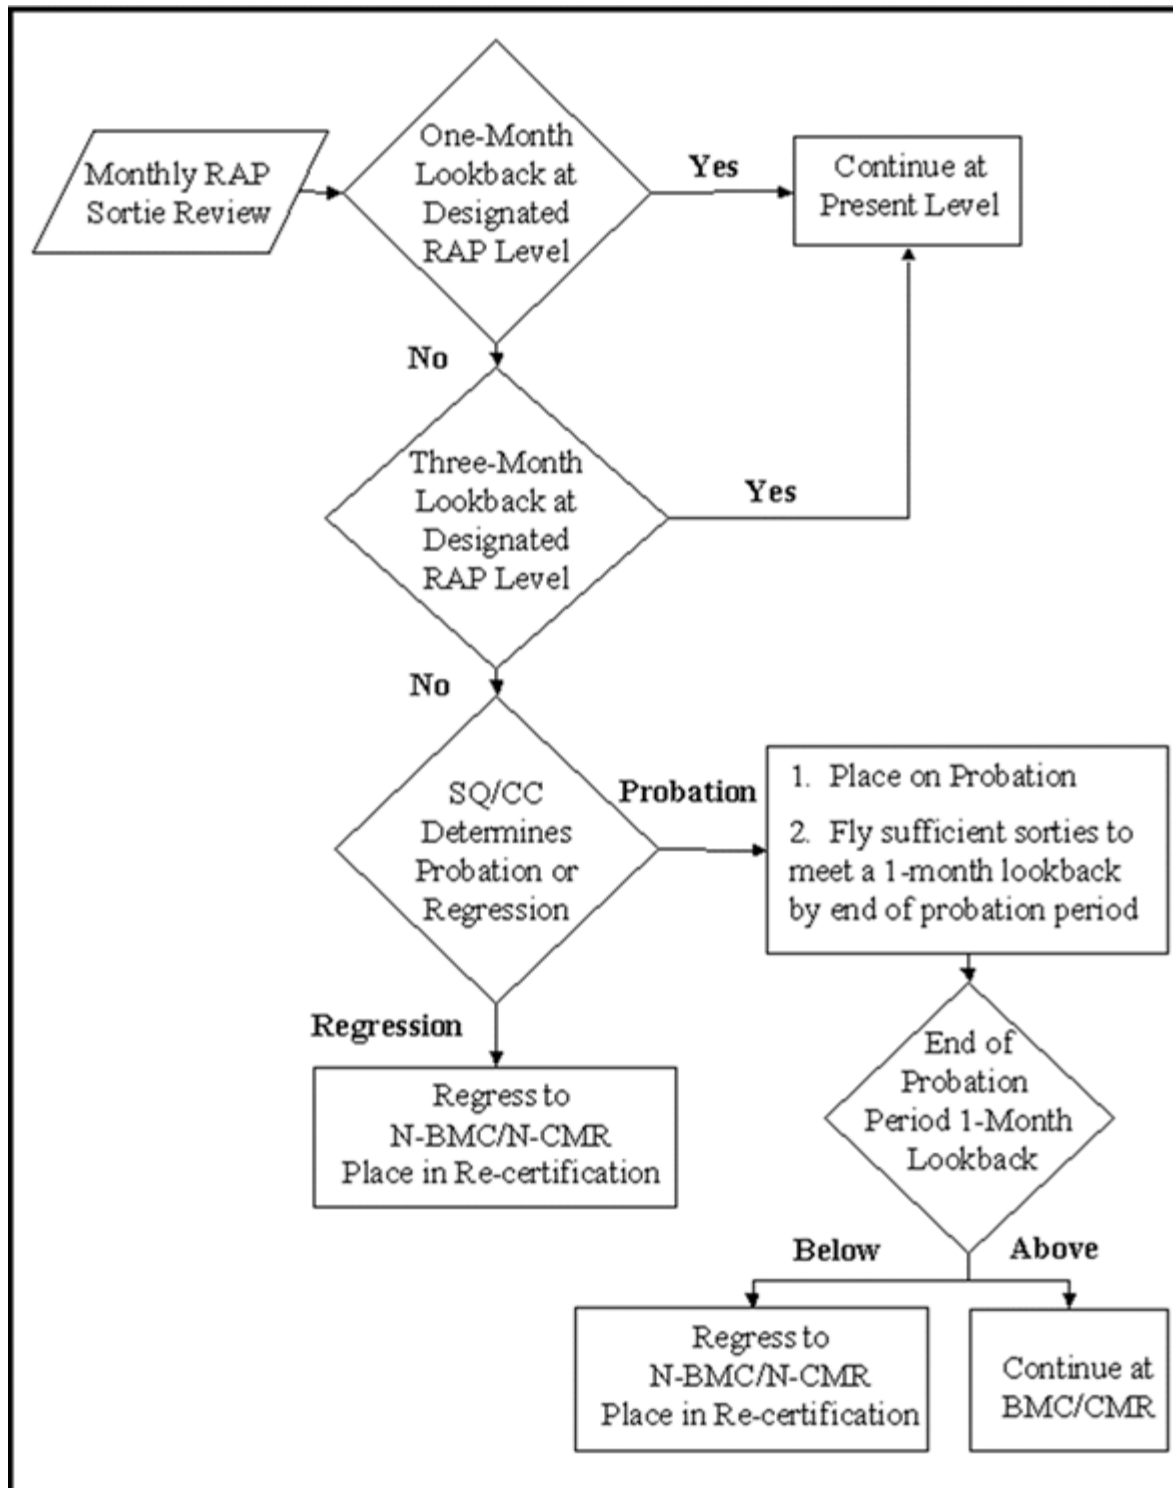 Monthly RAP
Sortie Review
One-Month
Lookback at
Designated
RAP Level
Yes
Continue at
Present Level
No
Three-Month
Lookback at
Designated
RAP Level
Yes
No
SQ/CC
Determines
Probation or
Regression
Probation
1. Place on Probation
2. Fly sufficient sorties to
meet a 1-month lookback
by end of probation period
Regression
Regress to
N-BMC/N-CMR
Place in Re-certification
End of
Probation
Period 1-Month
Lookback
Below
Above
Regress to
N-BMC/N-CMR
Place in Re-certification
Continue at
BMC/CMR